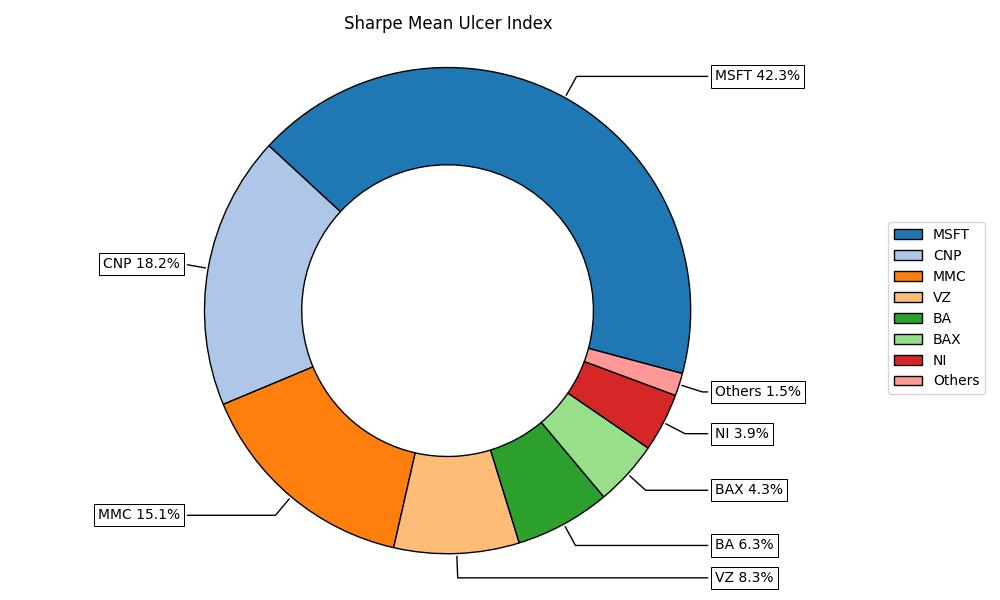 Sharpe Mean Ulcer Index
MSFT 42.3%
CNP 18.2%
MMC 15.1%
Others 1.5%
NI 3.9%
BAX 4.3%
BA 6.3%
VZ 8.3%
MSFT
CNP
MMC
VZ
BA
BAX
NI
Others